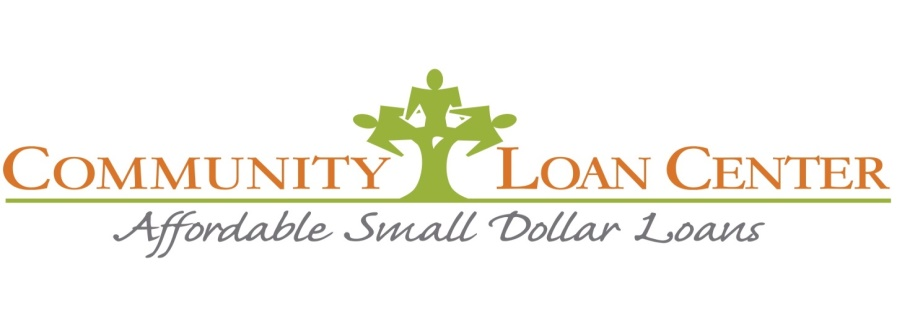 COMMUNITY LOAN CENTER
Affordable Small Dollar Loans